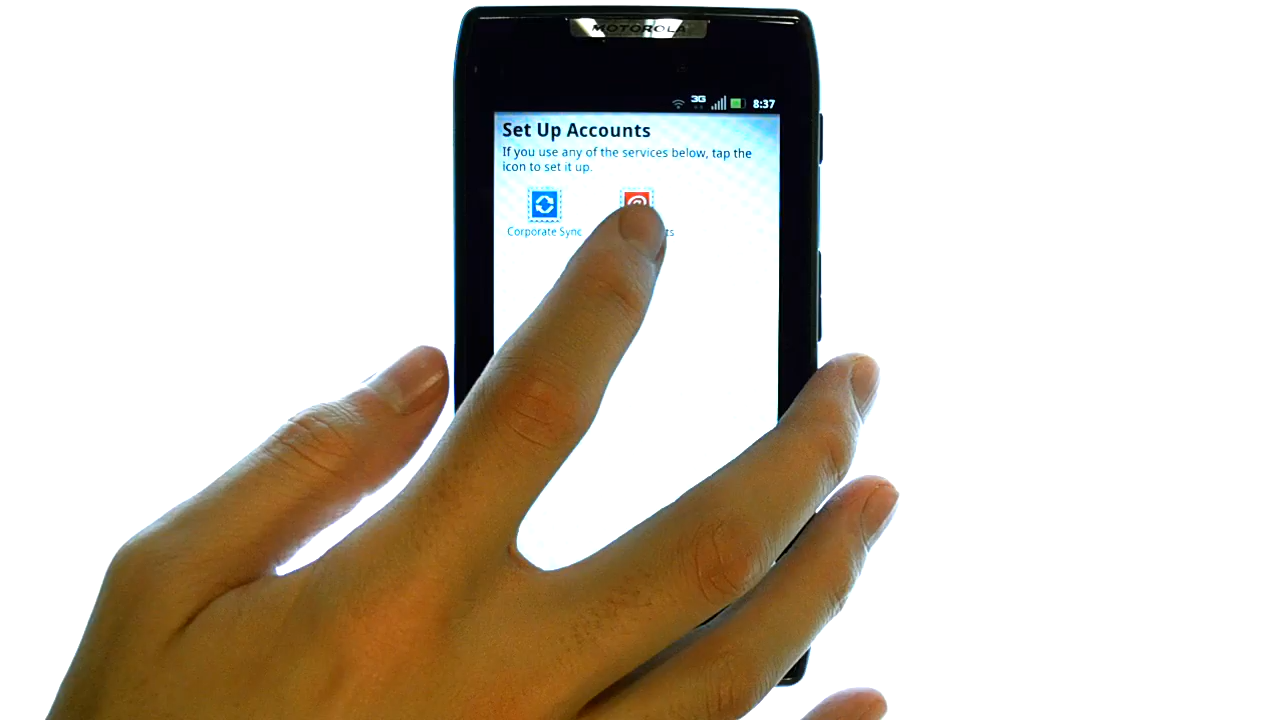 MOTOROLA
3G 8:37
Set Up Accounts
If you use any of the services below, tap the
icon to set it up.
@
Corporate Sync